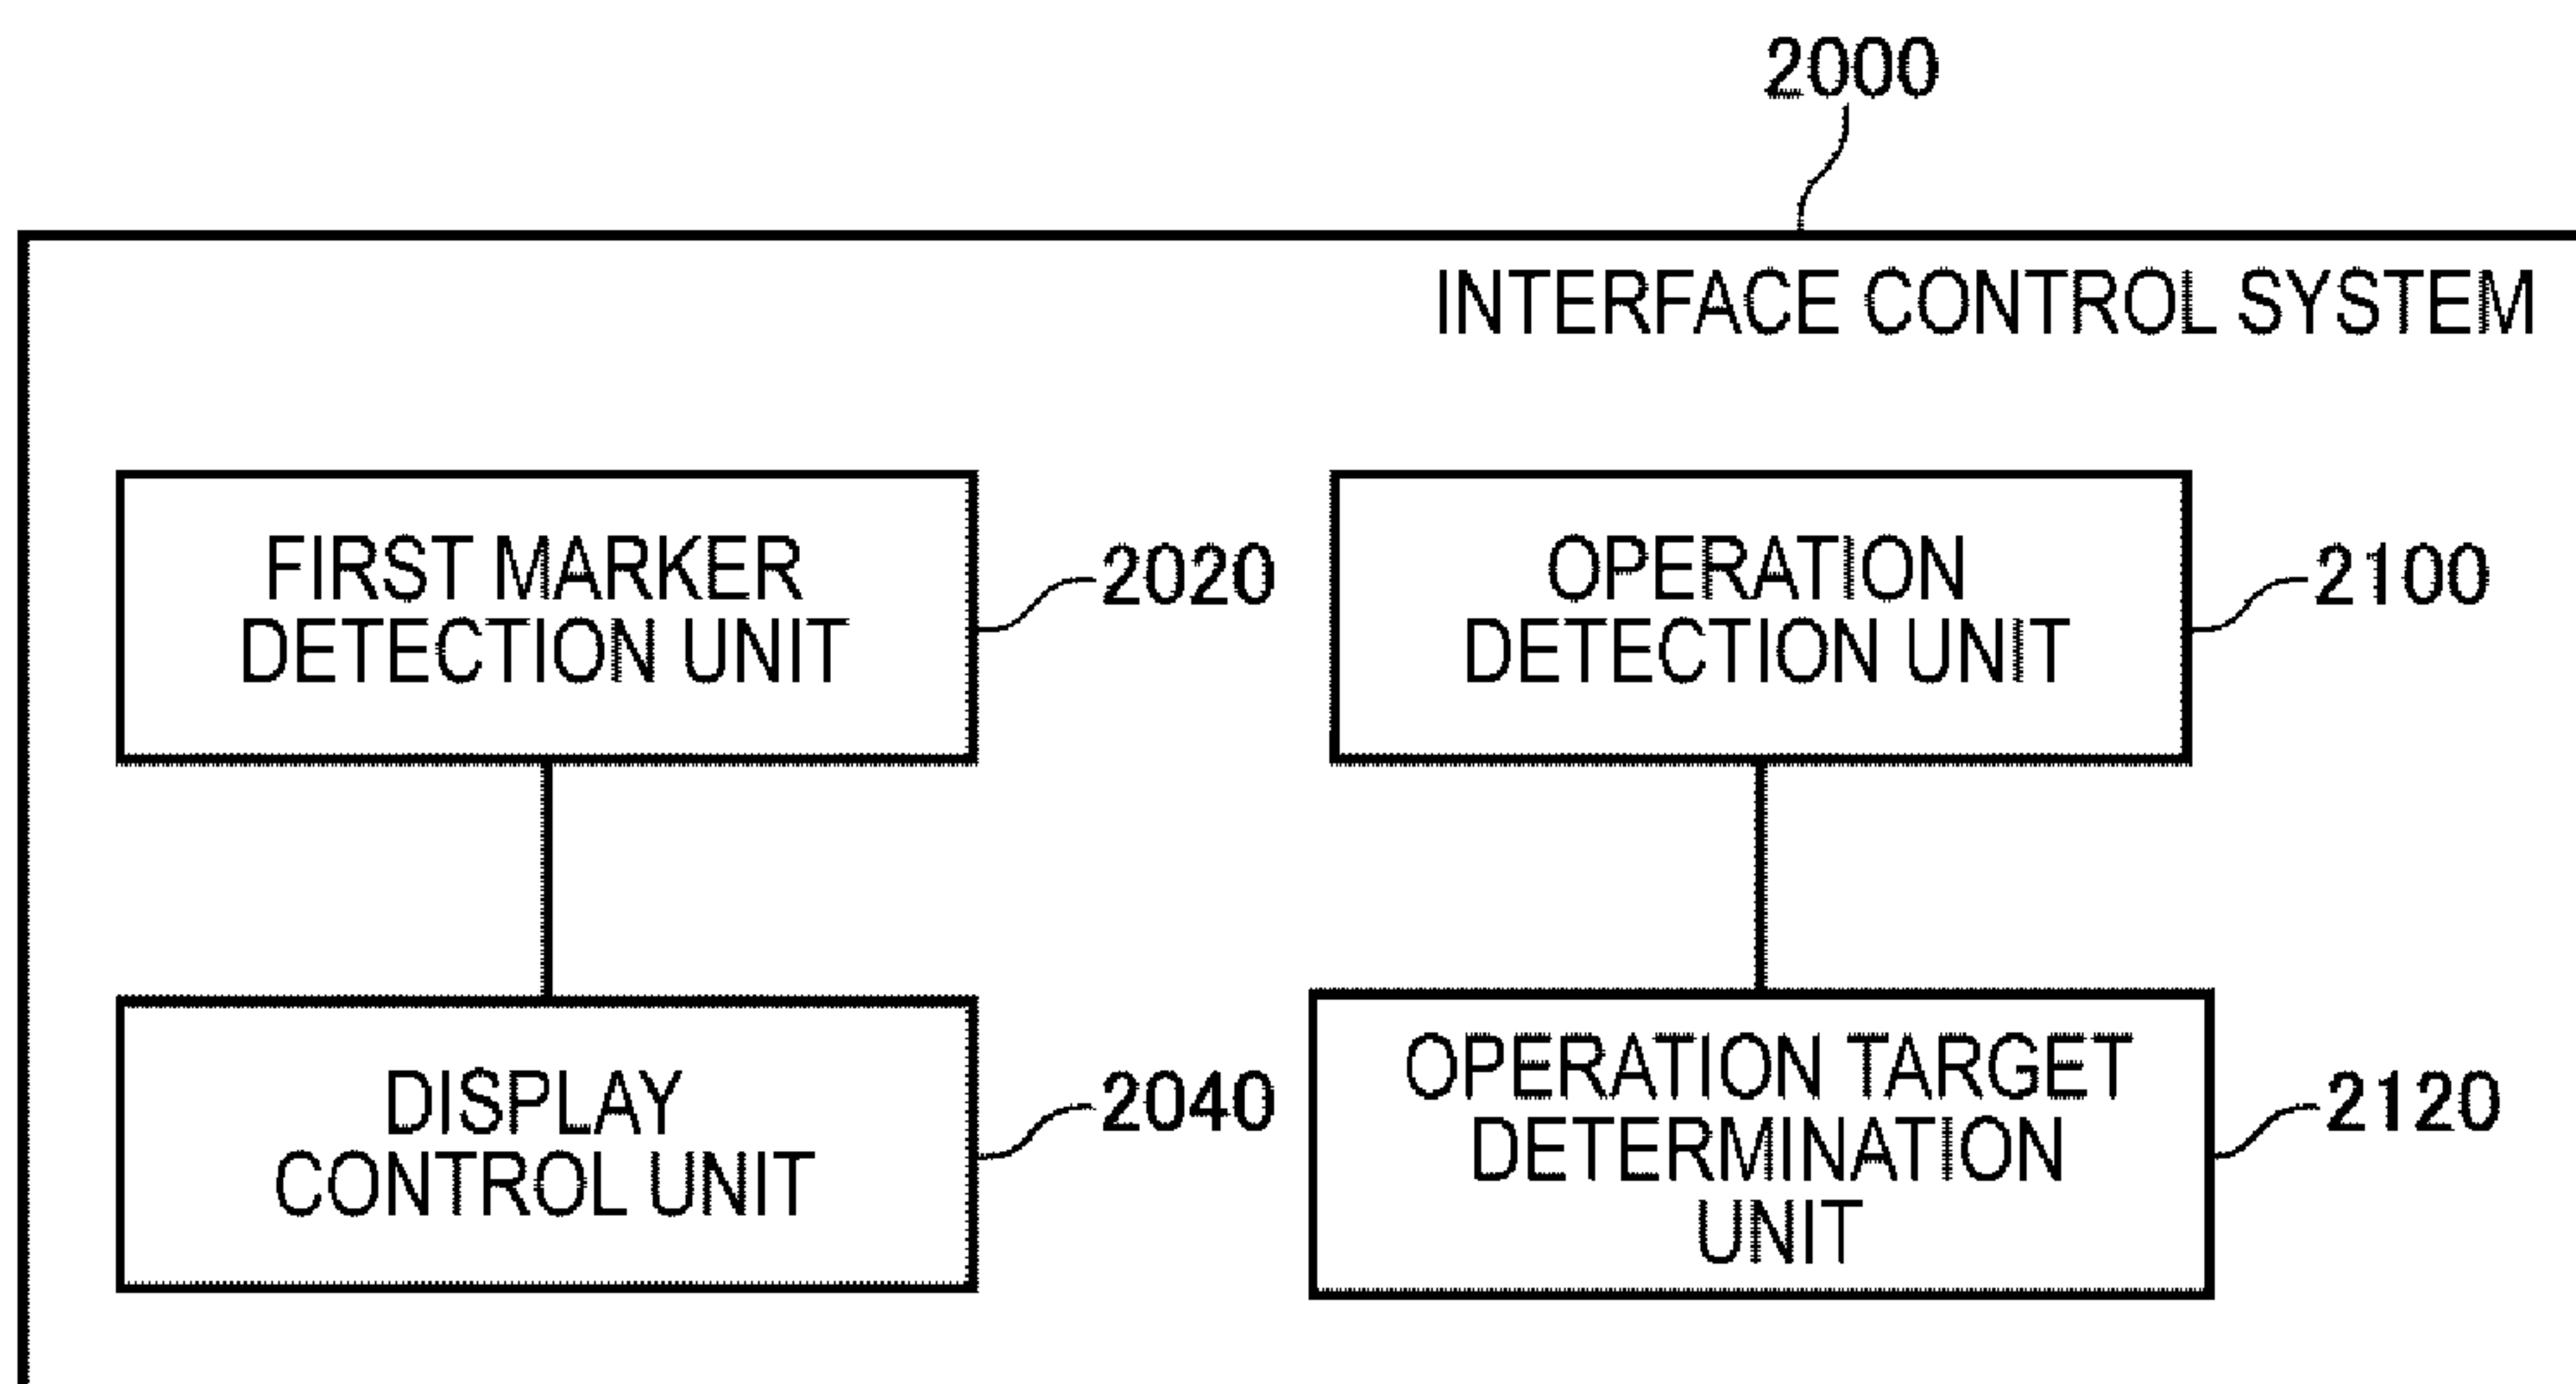 2000
INTERFACE CONTROL SYSTEM
FIRST MARKER
DETECTION UNIT
2020
OPERATION
DETECTION UNIT
2100
DISPLAY
CONTROL UNIT
2040
OPERATION TARGET
DETERMINATION
UNIT
2120